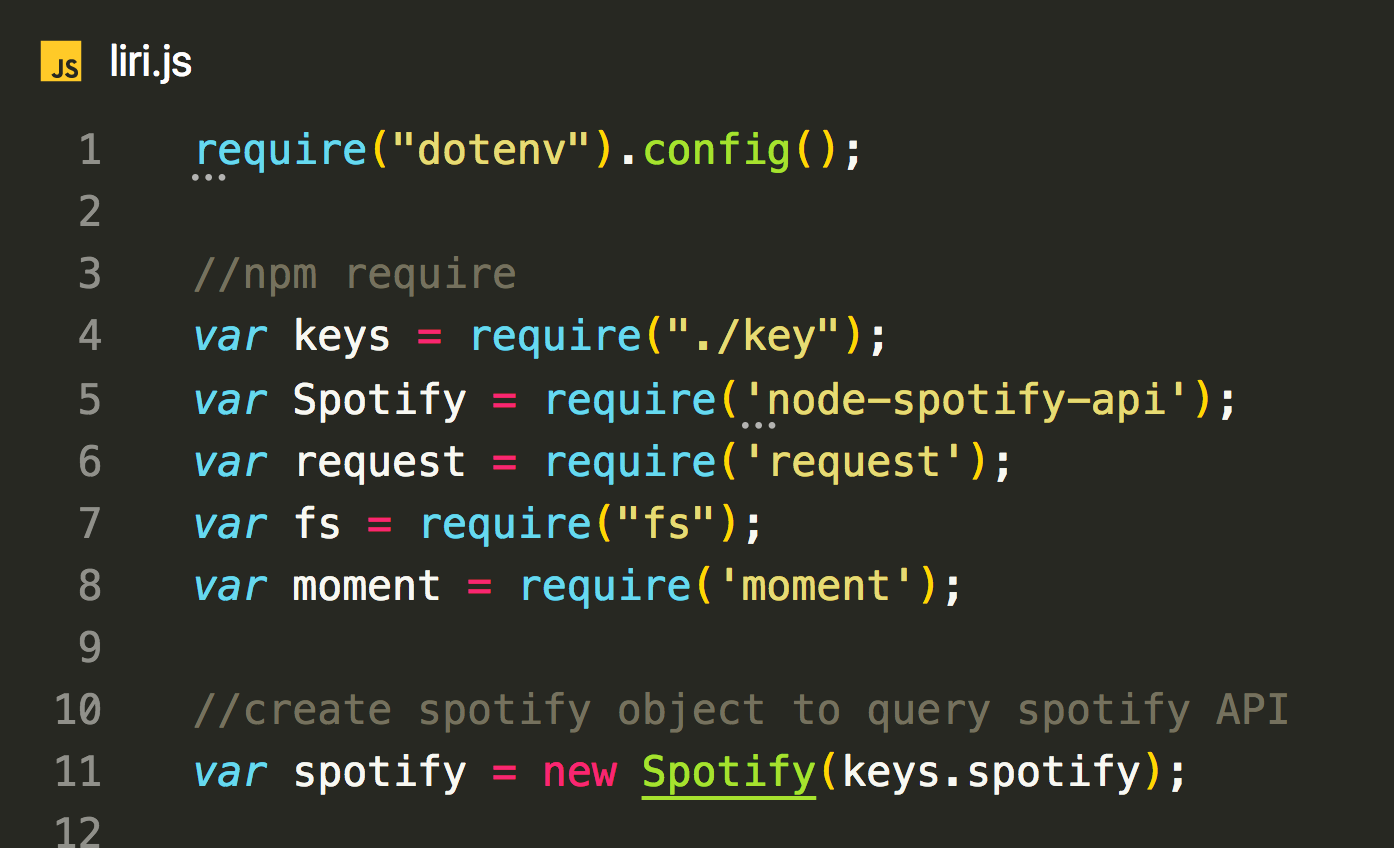 JS liri.js
1 require("dotenv").config();
2
3 //npm require
4 var keys = require("./key");
5 var Spotify = require('node-spotify-api');
6 var request = require('request');
7 var fs = require("fs");
8 var moment = require('moment');
9
10 //create spotify object to query spotify API
11 var spotify = new Spotify(keys.spotify);
12